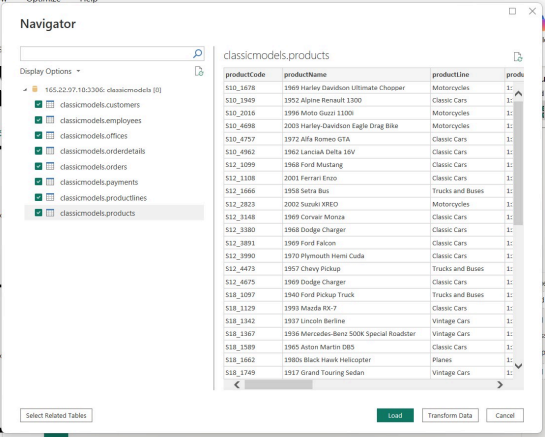 Optimize Help
Navigator
Display Options
165.22.97.10:3306: classicmodels [0]
classicmodels.customers
classicmodels.employees
classicmodels.offices
classicmodels.orderdetails
classicmodels.orders
classicmodels.payments
classicmodels.productlines
classicmodels.products
classicmodels.products
productCode productName productLine produ
S10_1678 1969 Harley Davidson Ultimate Chopper Motorcycles 1:
S10_1949 1952 Alpine Renault 1300 Classic Cars 1:
S10_2016 1996 Moto Guzzi 1100i Motorcycles 1:
S10_4698 2003 Harley-Davidson Eagle Drag Bike Motorcycles 1:
S10_4757 1972 Alfa Romeo GTA Classic Cars 1:
S10_4962 1962 LanciaA Delta 16V Classic Cars 1:
S12_1099 1968 Ford Mustang Classic Cars 1:
S12_1108 2001 Ferrari Enzo Classic Cars 1:
S12_1666 1958 Setra Bus Trucks and Buses 1:
S12_2823 2002 Suzuki XREO Motorcycles 1:
S12_3148 1969 Corvair Monza Classic Cars 1:
S12_3380 1968 Dodge Charger Classic Cars 1:
S12_3891 1969 Ford Falcon Classic Cars 1:
S12_3990 1970 Plymouth Hemi Cuda Classic Cars 1:
S12_4473 1957 Chevy Pickup Trucks and Buses 1:
S12_4675 1969 Dodge Charger Classic Cars 1:
S18_1097 1940 Ford Pickup Truck Trucks and Buses 1:
S18_1129 1993 Mazda RX-7 Classic Cars 1:
S18_1342 1937 Lincoln Berline Vintage Cars 1:
S18_1367 1936 Mercedes-Benz 500K Special Roadster Vintage Cars 1:
S18_1589 1965 Aston Martin DB5 Classic Cars 1:
S18_1662 1980s Black Hawk Helicopter Planes 1:
S18_1749 1917 Grand Touring Sedan Vintage Cars 1:
Select Related Tables
Load Transform Data Cancel